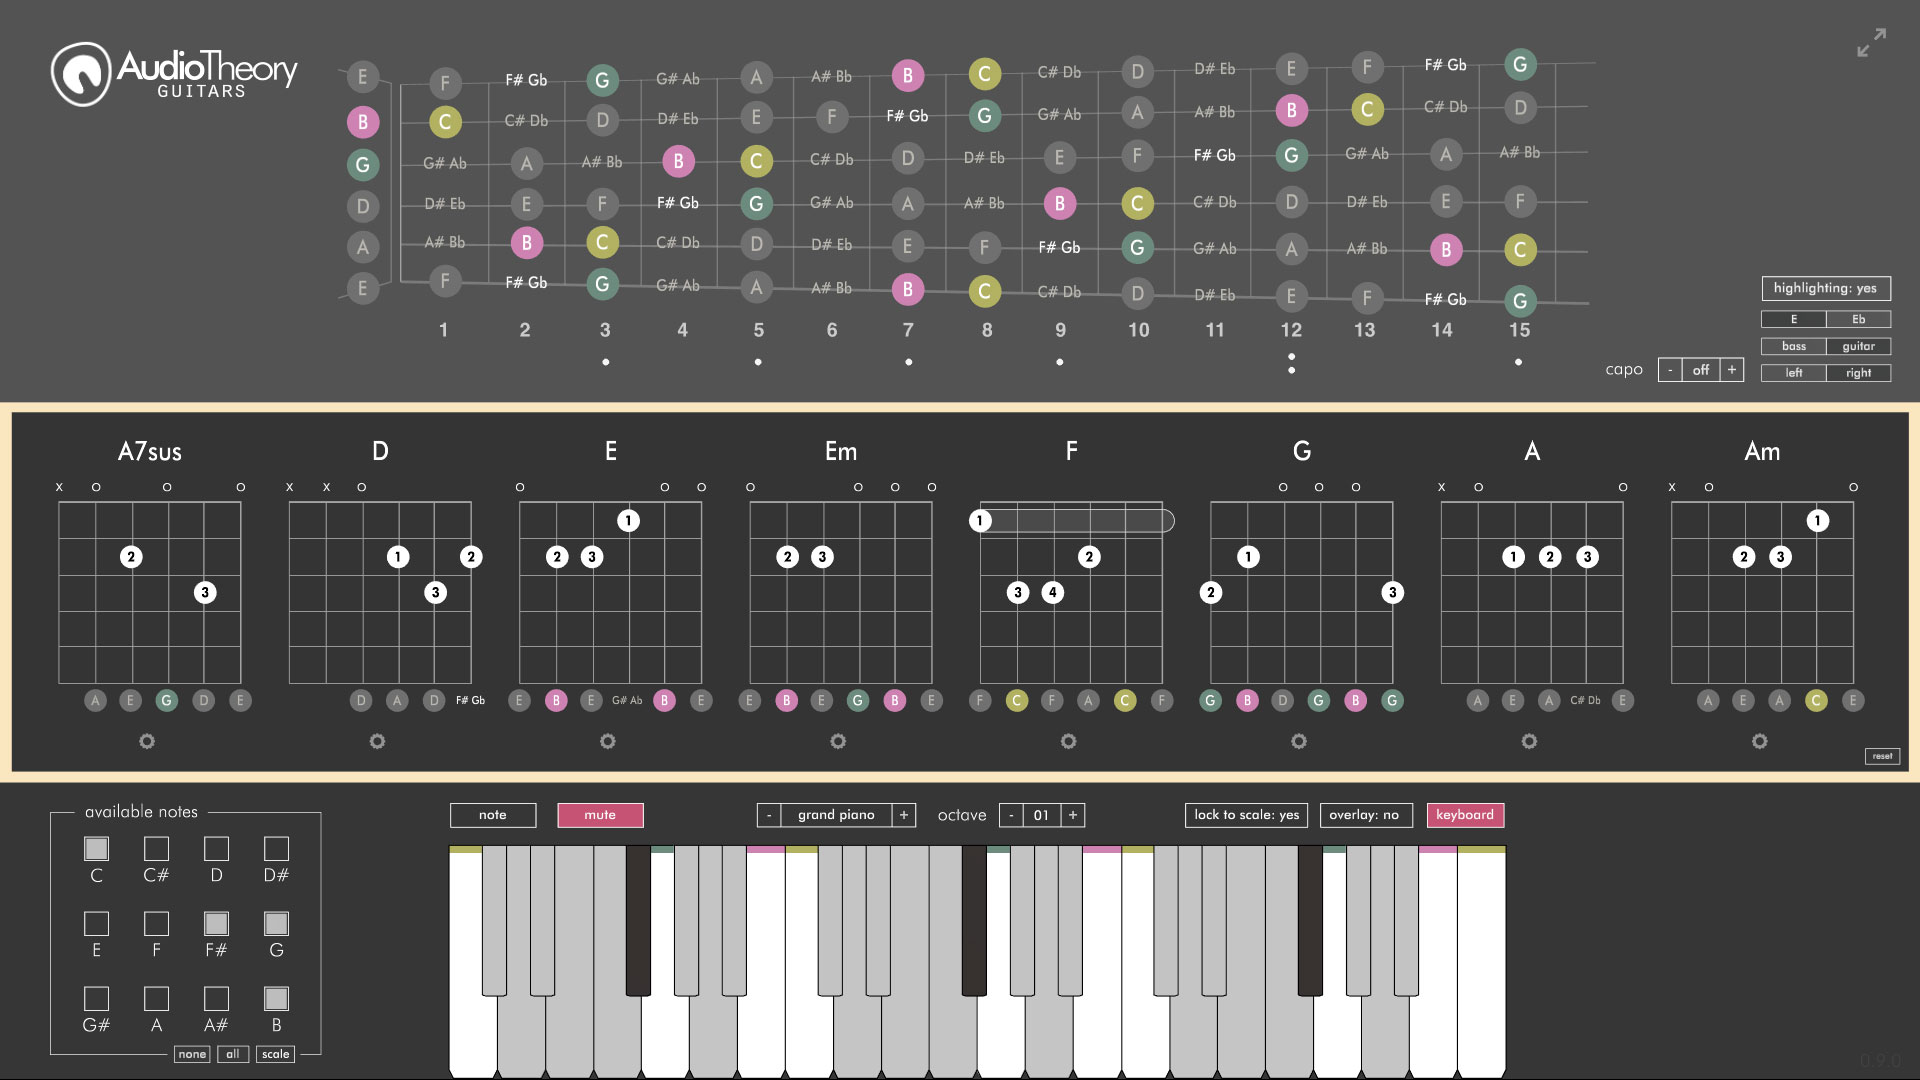 AudioTheory
GUITARS
E F F# Gb G G# Ab A A# Bb B C C# Db D D# Eb E F F# Gb G
B C C# Db D D# Eb E F F# Gb G G# Ab A A# Bb B C C# Db D
G G# Ab A A# Bb B C C# Db D D# Eb E F F# Gb G G# Ab A A# Bb
D D# Eb E F F# Gb G G# Ab A A# Bb B C C# Db D D# Eb E F
A A# Bb B C C# Db D D# Eb E F F# Gb G G# Ab A A# Bb B C
E F F# Gb G G# Ab A A# Bb B C C# Db D D# Eb E F F# Gb G
1 2 3 4 5 6 7 8 9 10 11 12 13 14 15
highlighting: yes
E Eb
bass guitar
capo - off + left right
A7sus D E Em F G A Am
x o o o x x o o o o o o o o o o o x o o x o o
1 1 1
2 1 2 2 3 2 3 2 1 1 2 3 2 3
3 3 3 4 2 3
A E G D E D A D F# Gb E B E G# Ab B E E B E G B E F C F A C F G B D G B G A E A C# Db E A E A C E
reset
available notes
C C# D D#
E F F# G
G# A A# B
none all scale
note mute - grand piano + octave - 01 + lock to scale: yes overlay: no keyboard
0.9.0